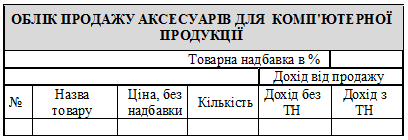 ОБЛІК ПРОДАЖУ АКСЕСУАРІВ ДЛЯ КОМП'ЮТЕРНОЇ
ПРОДУКЦІЇ
Товарна надбавка в %
Дохід від продажу
№ Назва товару Ціна, без надбавки Кількість Дохід без ТН Дохід з ТН